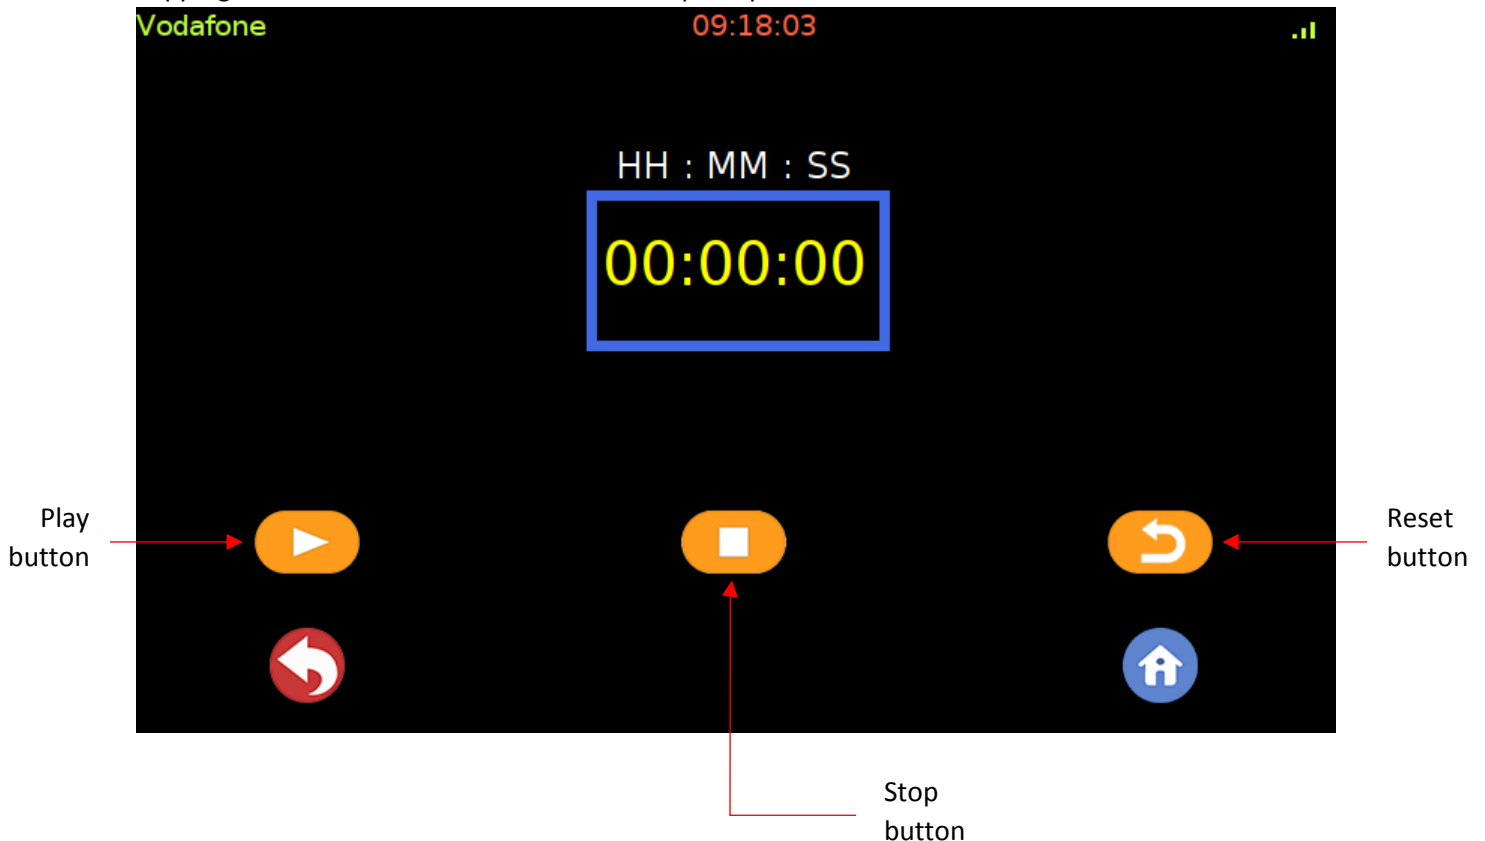 Vodafone 09:18:03
HH : MM : SS
00:00:00
Play
button
Reset
button
Stop
button